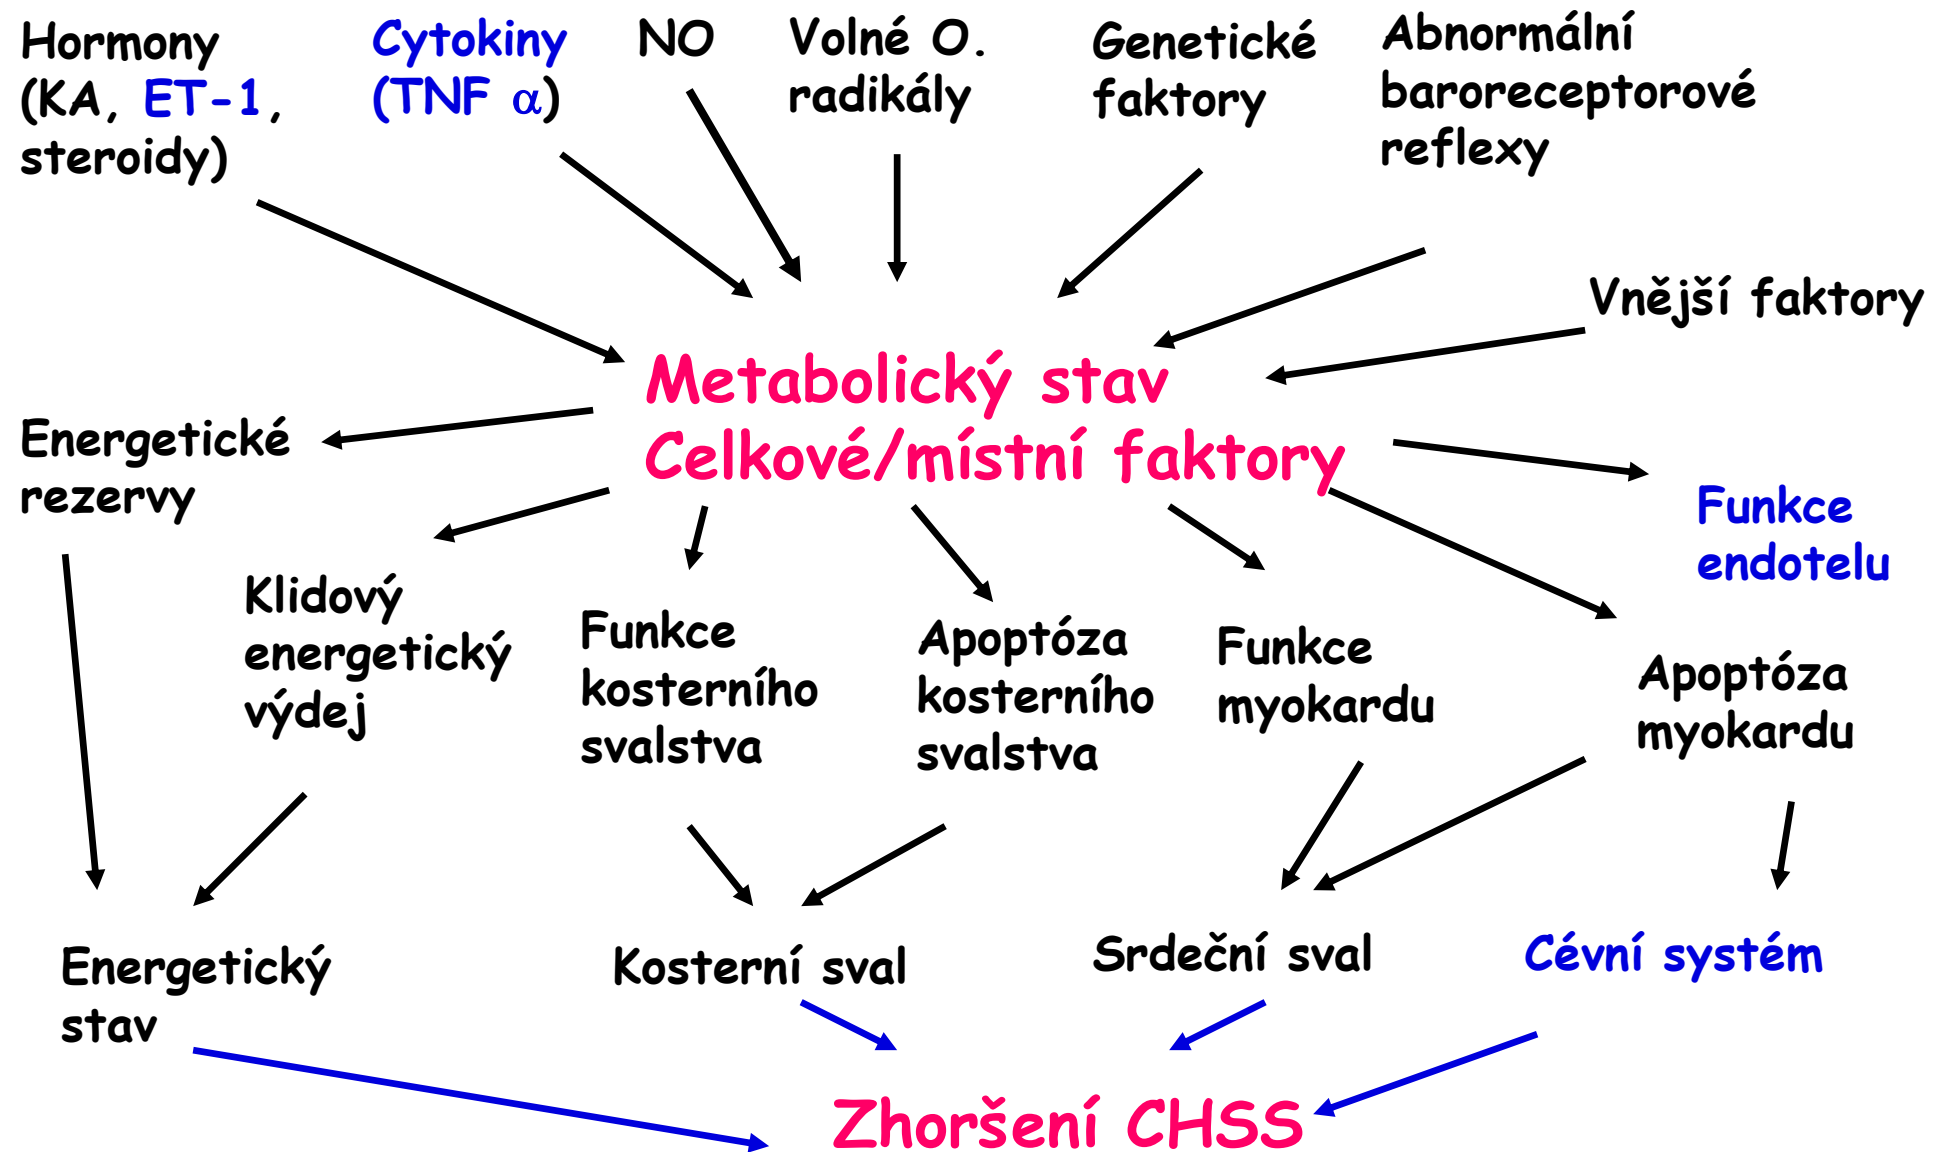 Hormony
(KA, ET-1,
steroidy)
Cytokiny
(TNF α)
NO
Volné O.
radikály
Genetické
faktory
Abnormální
baroreceptorové
reflexy
Vnější faktory
Metabolický stav
Celkové/místní faktory
Energetické
rezervy
Klidový
energetický
výdej
Funkce
kosterního
svalstva
Apoptóza
kosterního
svalstva
Funkce
myokardu
Funkce
endotelu
Apoptóza
myokardu
Energetický
stav
Kosterní sval
Srdeční sval
Cévní systém
Zhoršení CHSS